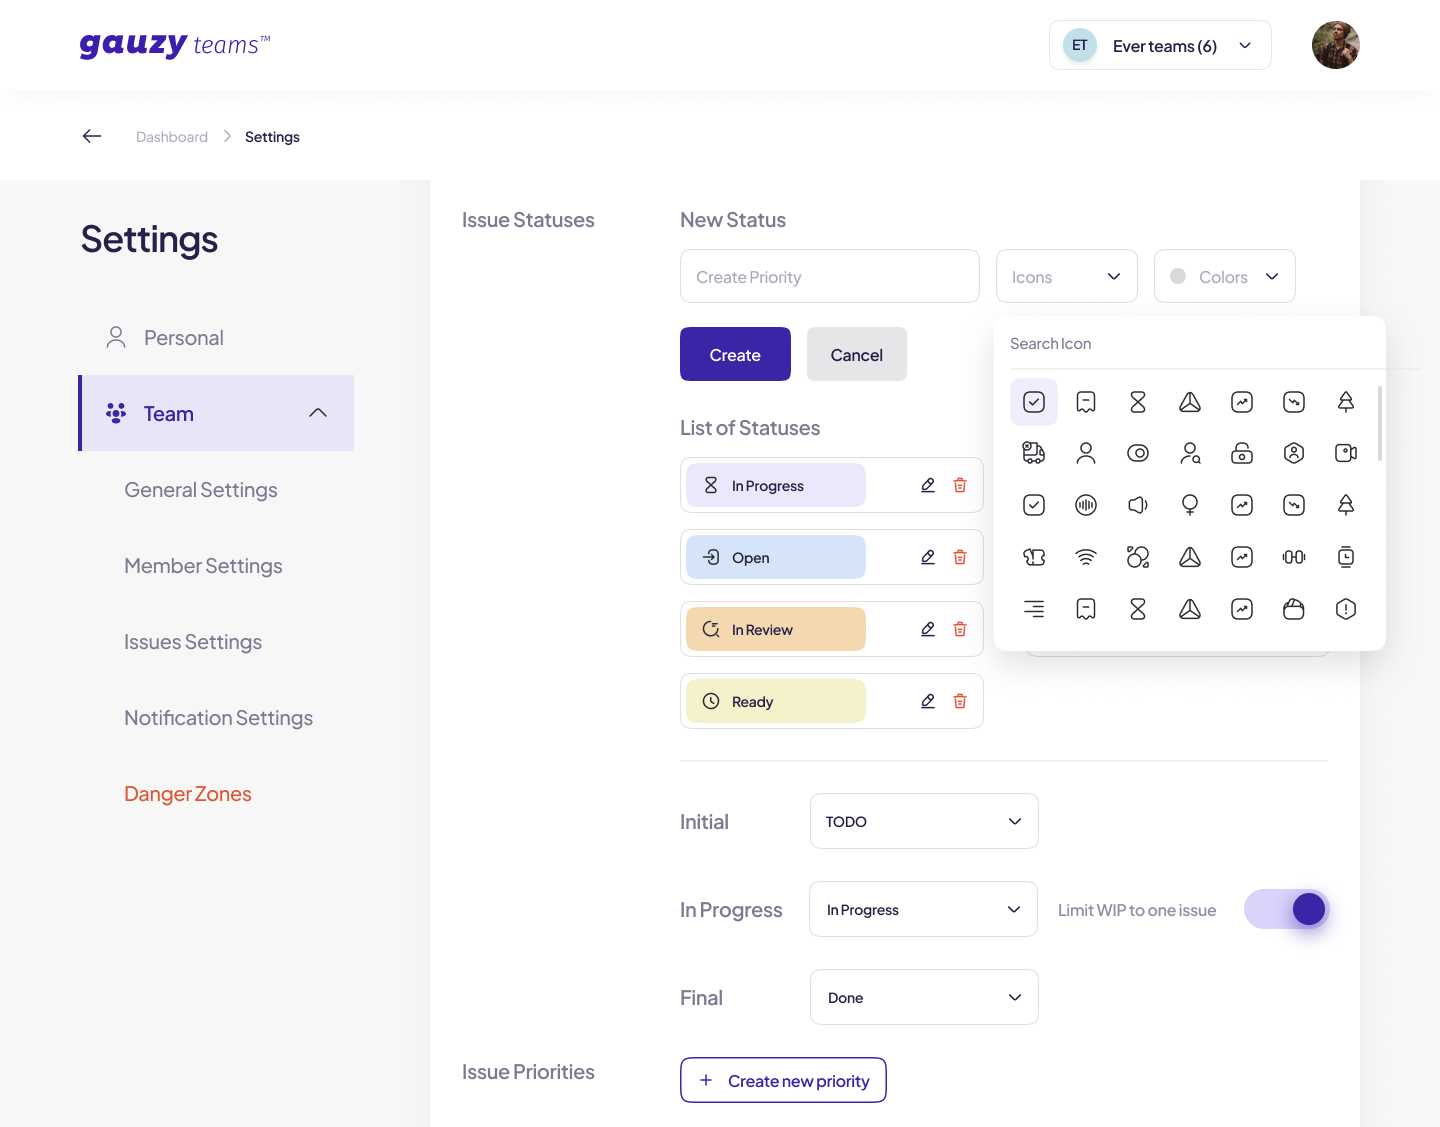 gauzy teams™
ET
Ever teams (6)
Dashboard
Settings
Settings
Personal
Team
General Settings
Member Settings
Issues Settings
Notification Settings
Danger Zones
Issue Statuses
New Status
Create Priority
Icons
Colors
Create
Cancel
Search Icon
List of Statuses
In Progress
Open
In Review
Ready
Initial
TODO
In Progress
In Progress
Limit WIP to one issue
Final
Done
Issue Priorities
+ Create new priority